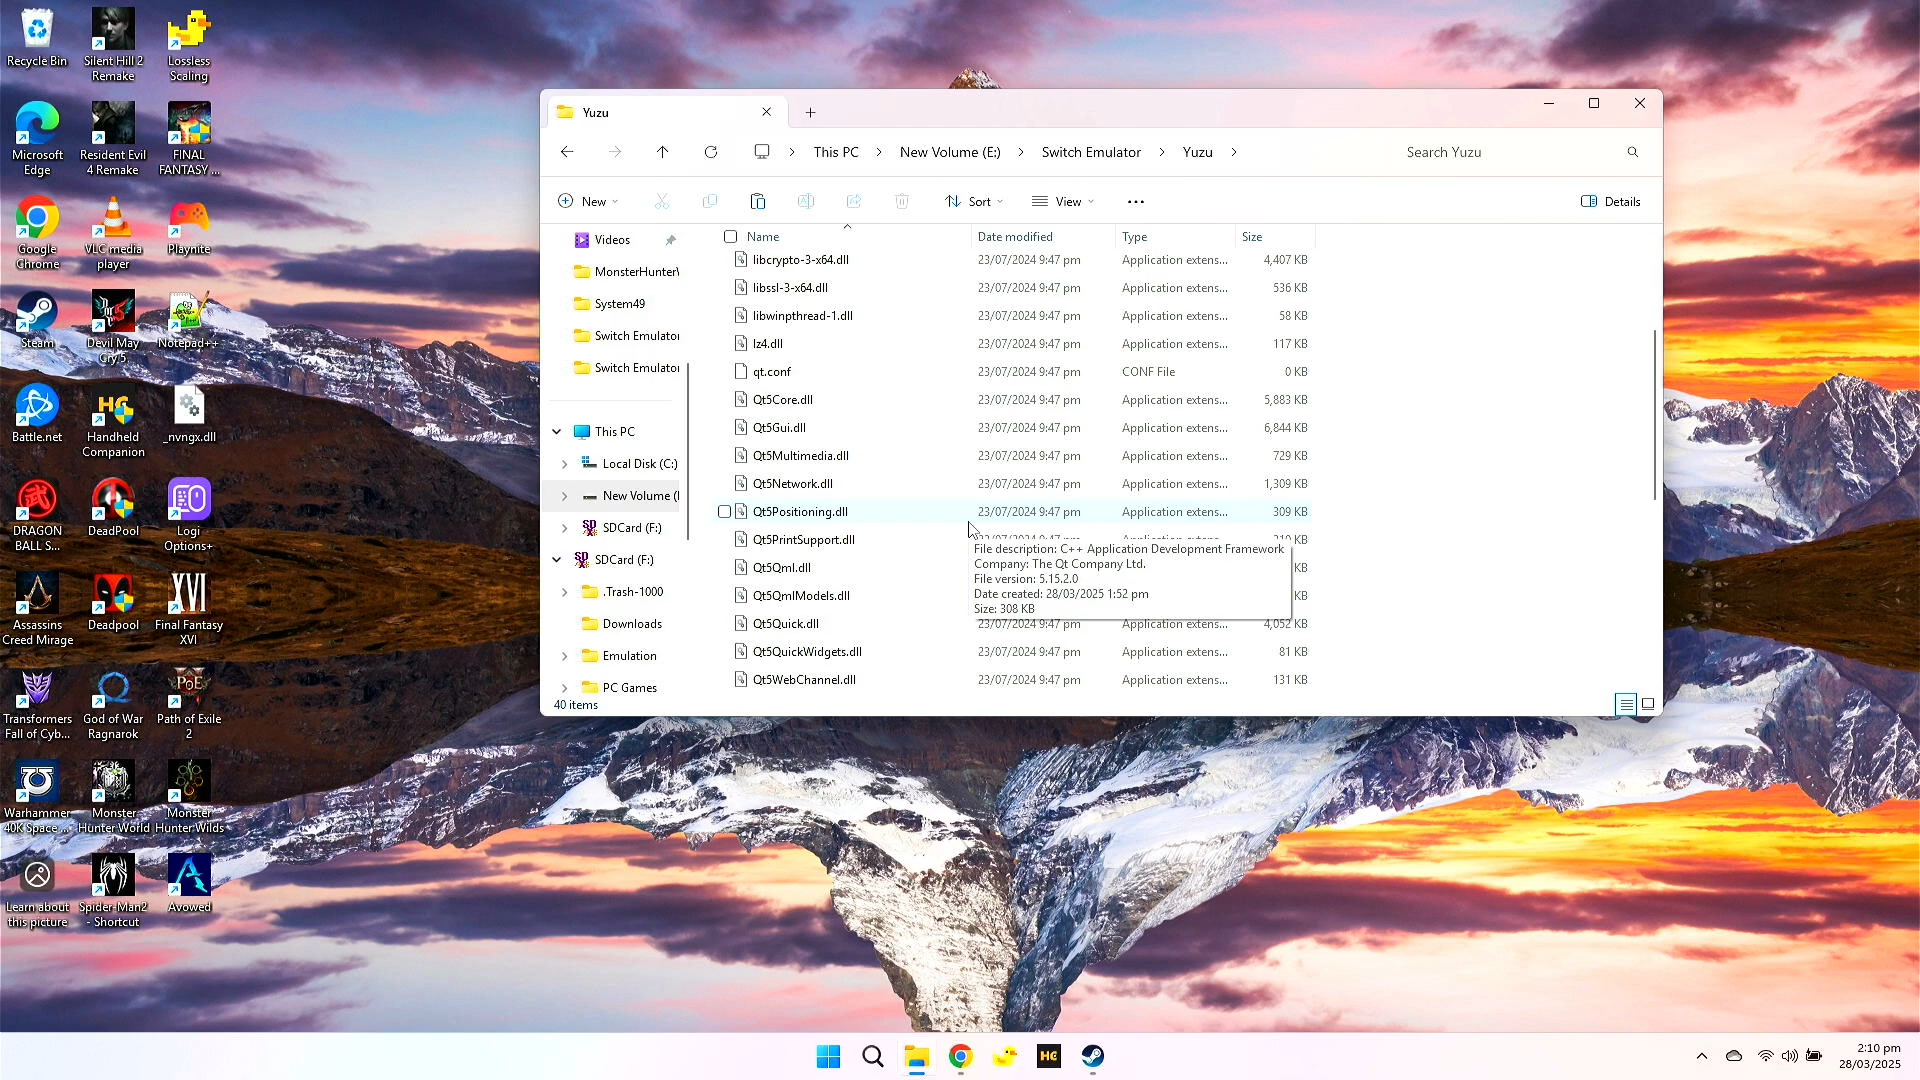 Recycle Bin
Silent Hill 2
Remake
Lossless
Scaling
Microsoft
Edge
Resident Evil
4 Remake
FINAL
FANTASY ...
Google
Chrome
VLC media
player
Playnite
Steam
Devil May
Cry 5
Notepad++
Battle.net
Handheld
Companion
_nvngx.dll
DRAGON
BALL S...
DeadPool
Logi
Options+
Assassins
Creed Mirage
Deadpool
XVI
Final Fantasy
XVI
Transformers
Fall of Cyb...
God of War
Ragnarok
Path of Exile
2
Warhammer
40K Space ...
Monster
Hunter World
Monster
Hunter Wilds
Learn about
this picture
Spider-Man2
- Shortcut
Avowed
Yuzu
This PC > New Volume (E:) > Switch Emulator > Yuzu >
Search Yuzu
New
Sort
View
Details
Videos
MonsterHunterW
System49
Switch Emulator
Switch Emulator
This PC
Local Disk (C:)
New Volume (
SDCard (F:)
SDCard (F:)
.Trash-1000
Downloads
Emulation
PC Games
Name Date modified Type Size
libcrypto-3-x64.dll 23/07/2024 9:47 pm Application extens... 4,407 KB
libssl-3-x64.dll 23/07/2024 9:47 pm Application extens... 536 KB
libwinpthread-1.dll 23/07/2024 9:47 pm Application extens... 58 KB
lz4.dll 23/07/2024 9:47 pm Application extens... 117 KB
qt.conf 23/07/2024 9:47 pm CONF File 0 KB
Qt5Core.dll 23/07/2024 9:47 pm Application extens... 5,883 KB
Qt5Gui.dll 23/07/2024 9:47 pm Application extens... 6,844 KB
Qt5Multimedia.dll 23/07/2024 9:47 pm Application extens... 729 KB
Qt5Network.dll 23/07/2024 9:47 pm Application extens... 1,309 KB
Qt5Positioning.dll 23/07/2024 9:47 pm Application extens... 309 KB
Qt5PrintSupport.dll
Qt5Qml.dll KB
Qt5QmlModels.dll KB
Qt5Quick.dll 23/07/2024 9:47 pm Application extens... 4,052 KB
Qt5QuickWidgets.dll 23/07/2024 9:47 pm Application extens... 81 KB
Qt5WebChannel.dll 23/07/2024 9:47 pm Application extens... 131 KB
File description: C++ Application Development Framework
Company: The Qt Company Ltd.
File version: 5.15.2.0
Date created: 28/03/2025 1:52 pm
Size: 308 KB
40 items
2:10 pm
28/03/2025